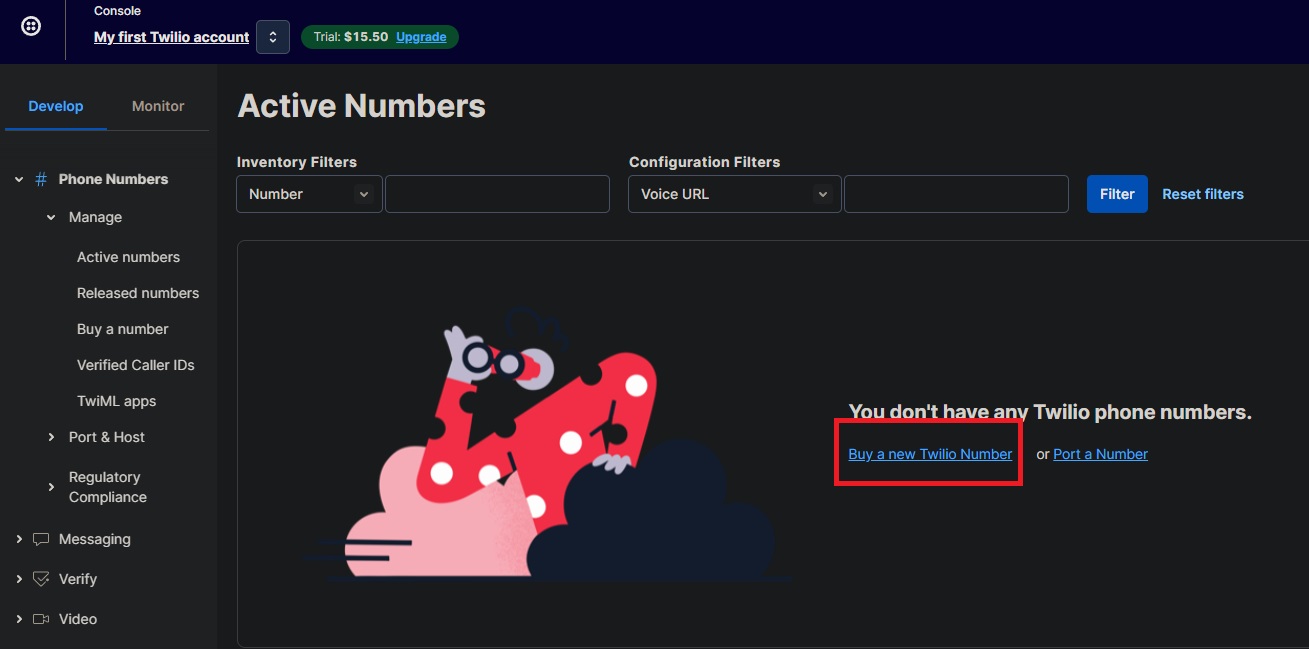 Console
My first Twilio account
Trial: $15.50 Upgrade
Develop
Monitor
# Phone Numbers
Manage
Active numbers
Released numbers
Buy a number
Verified Caller IDs
TwiML apps
Port & Host
Regulatory
Compliance
Messaging
Verify
Video
Active Numbers
Inventory Filters
Number
Configuration Filters
Voice URL
Filter
Reset filters
You don't have any Twilio phone numbers.
Buy a new Twilio Number or Port a Number